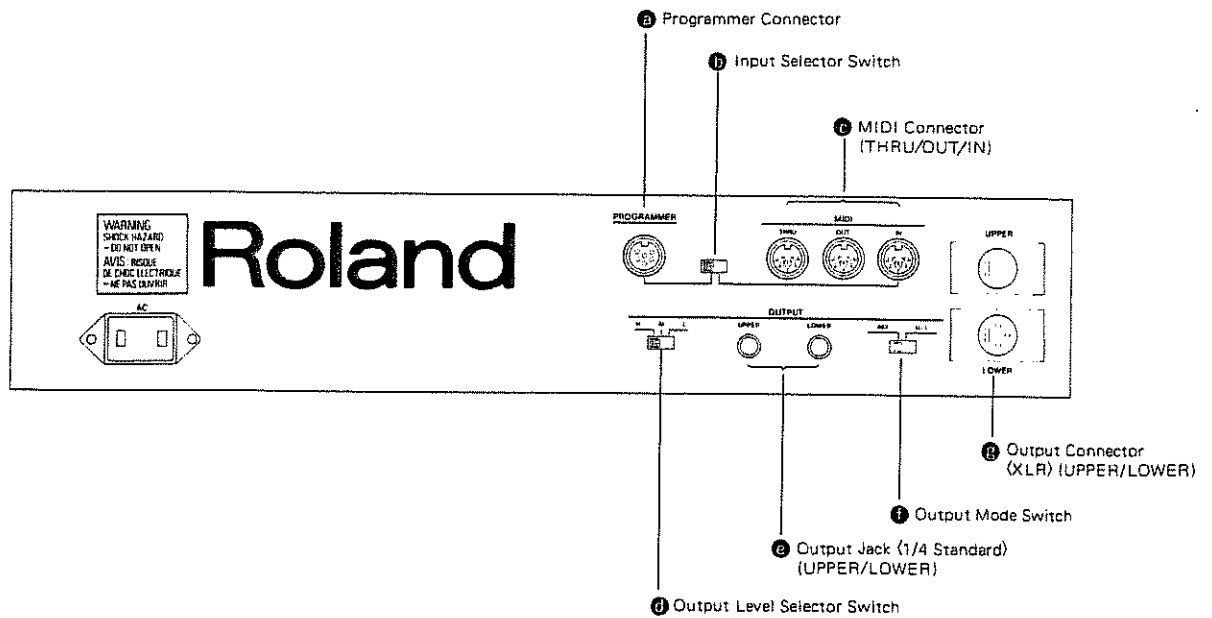 a Programmer Connector
b Input Selector Switch
c MIDI Connector
(THRU/OUT/IN)
WARNING
SHOCK HAZARD
– DO NOT OPEN
AVIS: RISQUE
DE CHOC ELECTRIQUE
– NE PAS OUVRIR
Roland
AC
PROGRAMMER
MIDI
THRU OUT IN
UPPER
OUTPUT
H M L
UPPER LOWER
MIX
LOWER
g Output Connector
(XLR) (UPPER/LOWER)
f Output Mode Switch
e Output Jack (1/4 Standard)
(UPPER/LOWER)
d Output Level Selector Switch